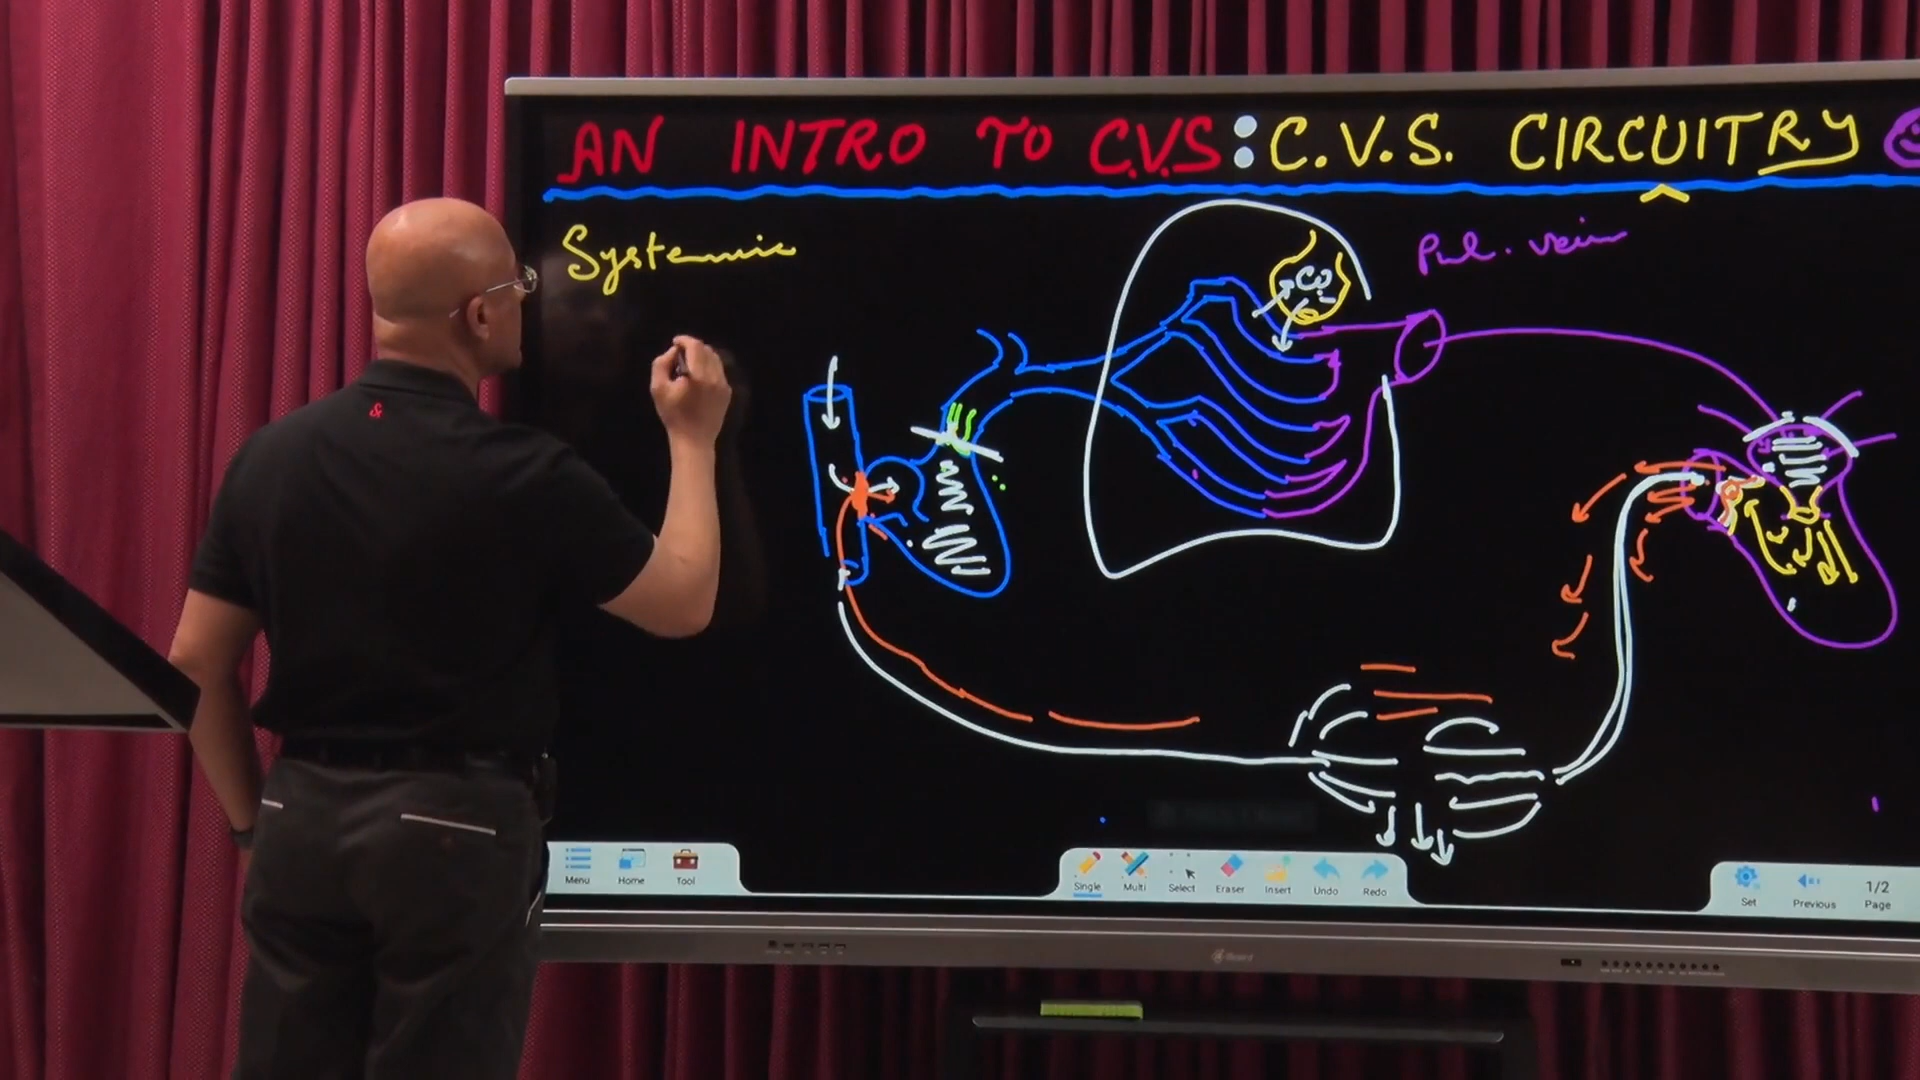 AN INTRO TO C.V.S : C.V.S. CIRCUITRY
Systemic
Pul. vein
Menu Home Tool
Single Multi Select Eraser Insert Undo Redo
Set Previous 1/2 Page